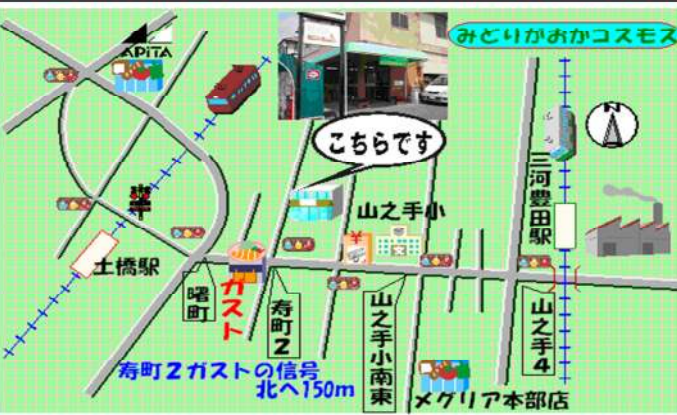 みどりがおかコスモス
APiTA
こちらです
三河豊田駅
山之手小
土橋駅
曙町
ガスト
寿町2
山之手小南東
山之手4
寿町2ガストの信号
北へ150m
メグリア本部店